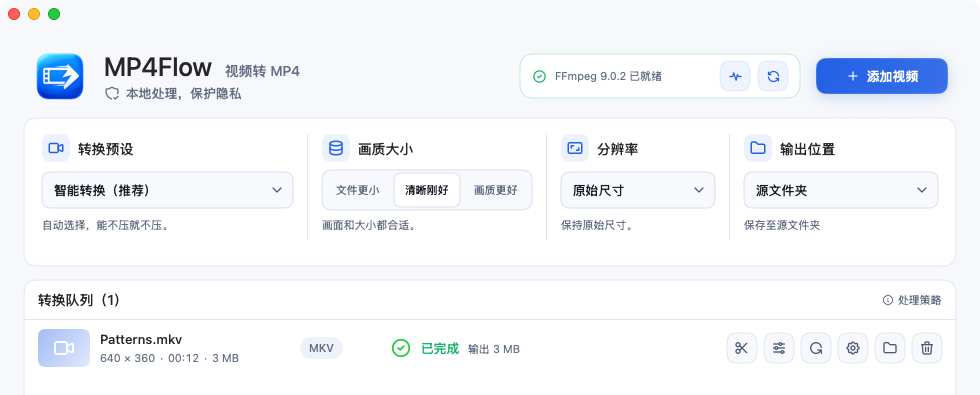 MP4Flow 视频转 MP4
本地处理，保护隐私
FFmpeg 9.0.2 已就绪
添加视频
转换预设
智能转换（推荐）
自动选择，能不压就不压。
画质大小
文件更小 清晰刚好 画质更好
画面和大小都合适。
分辨率
原始尺寸
保持原始尺寸。
输出位置
源文件夹
保存至源文件夹
转换队列（1）
处理策略
Patterns.mkv
640 × 360 · 00:12 · 3 MB
MKV
已完成 输出 3 MB